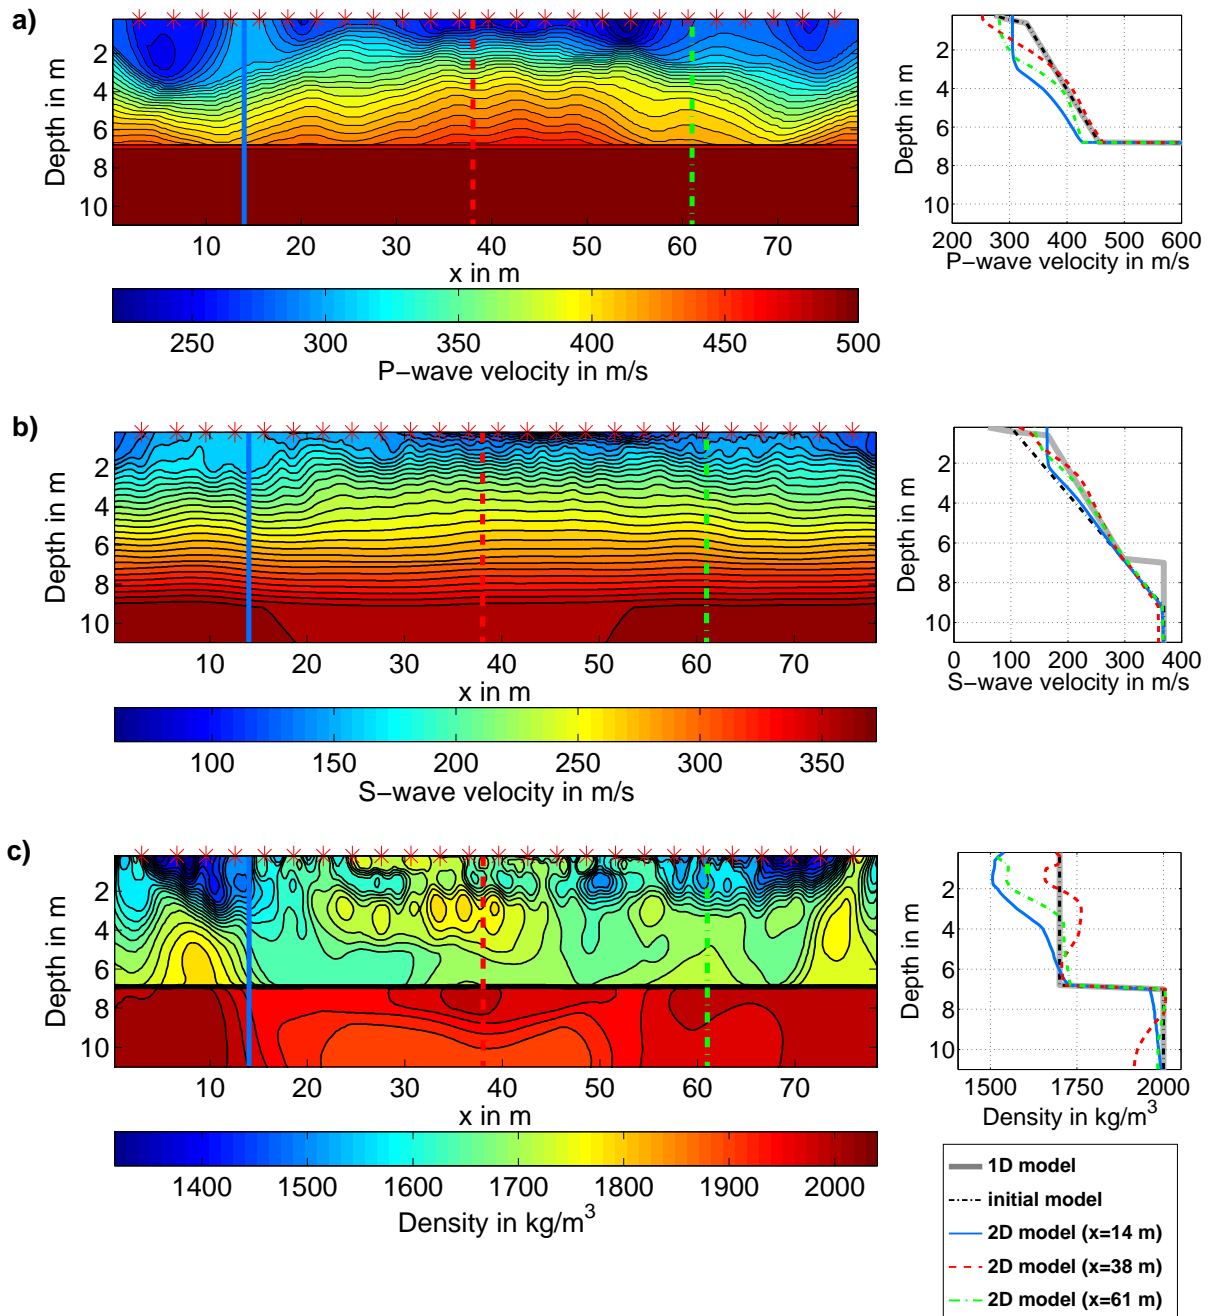 a)
Depth in m
2
4
6
8
10
10 20 30 40 50 60 70
x in m
250 300 350 400 450 500
P-wave velocity in m/s
Depth in m
2
4
6
8
10
200 300 400 500 600
P-wave velocity in m/s
b)
Depth in m
2
4
6
8
10
10 20 30 40 50 60 70
x in m
100 150 200 250 300 350
S-wave velocity in m/s
Depth in m
2
4
6
8
10
0 100 200 300 400
S-wave velocity in m/s
c)
Depth in m
2
4
6
8
10
10 20 30 40 50 60 70
x in m
1400 1500 1600 1700 1800 1900 2000
Density in kg/m³
Depth in m
2
4
6
8
10
1500 1750 2000
Density in kg/m³
1D model
initial model
2D model (x=14 m)
2D model (x=38 m)
2D model (x=61 m)